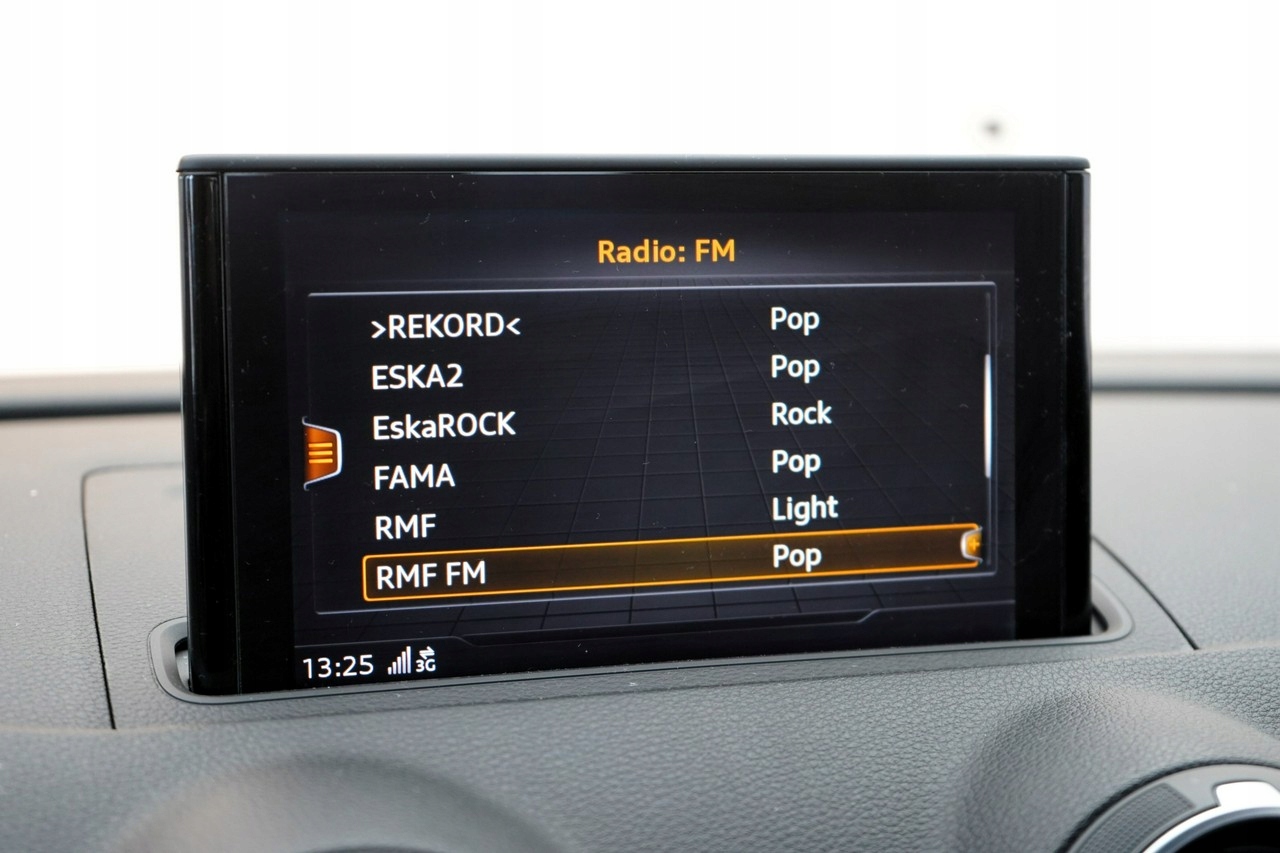 Radio: FM
>REKORD< Pop
ESKA2 Pop
EskaROCK Rock
FAMA Pop
RMF Light
RMF FM Pop
13:25 3G